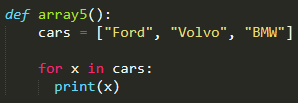 def array5():
    cars = ["Ford", "Volvo", "BMW"]
    for x in cars:
      print(x)